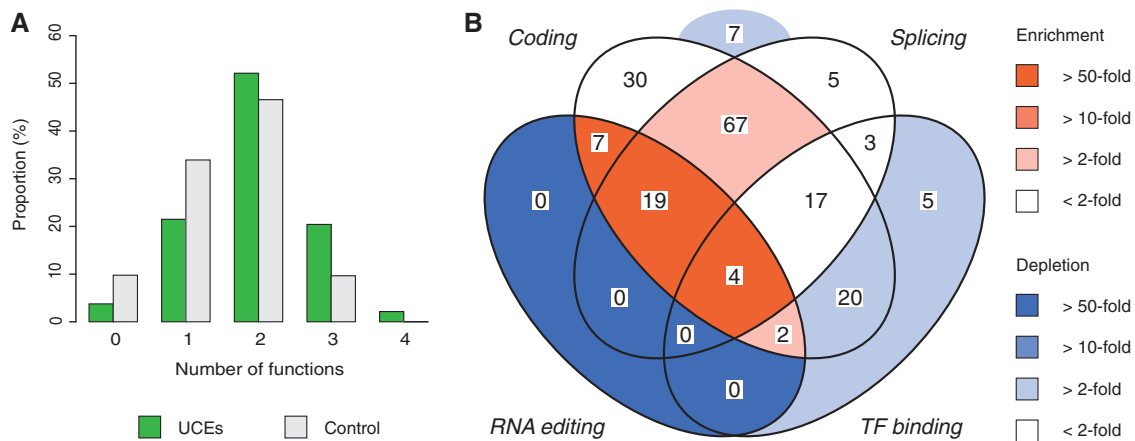 A
60
50
40
30
20
10
0
Proportion (%)
0 1 2 3 4
Number of functions
UCEs Control
B
Coding
Splicing
RNA editing
TF binding
7
30
5
67
7
3
19
17
0
5
4
0
20
0
2
0
Enrichment
> 50-fold
> 10-fold
> 2-fold
< 2-fold
Depletion
> 50-fold
> 10-fold
> 2-fold
< 2-fold